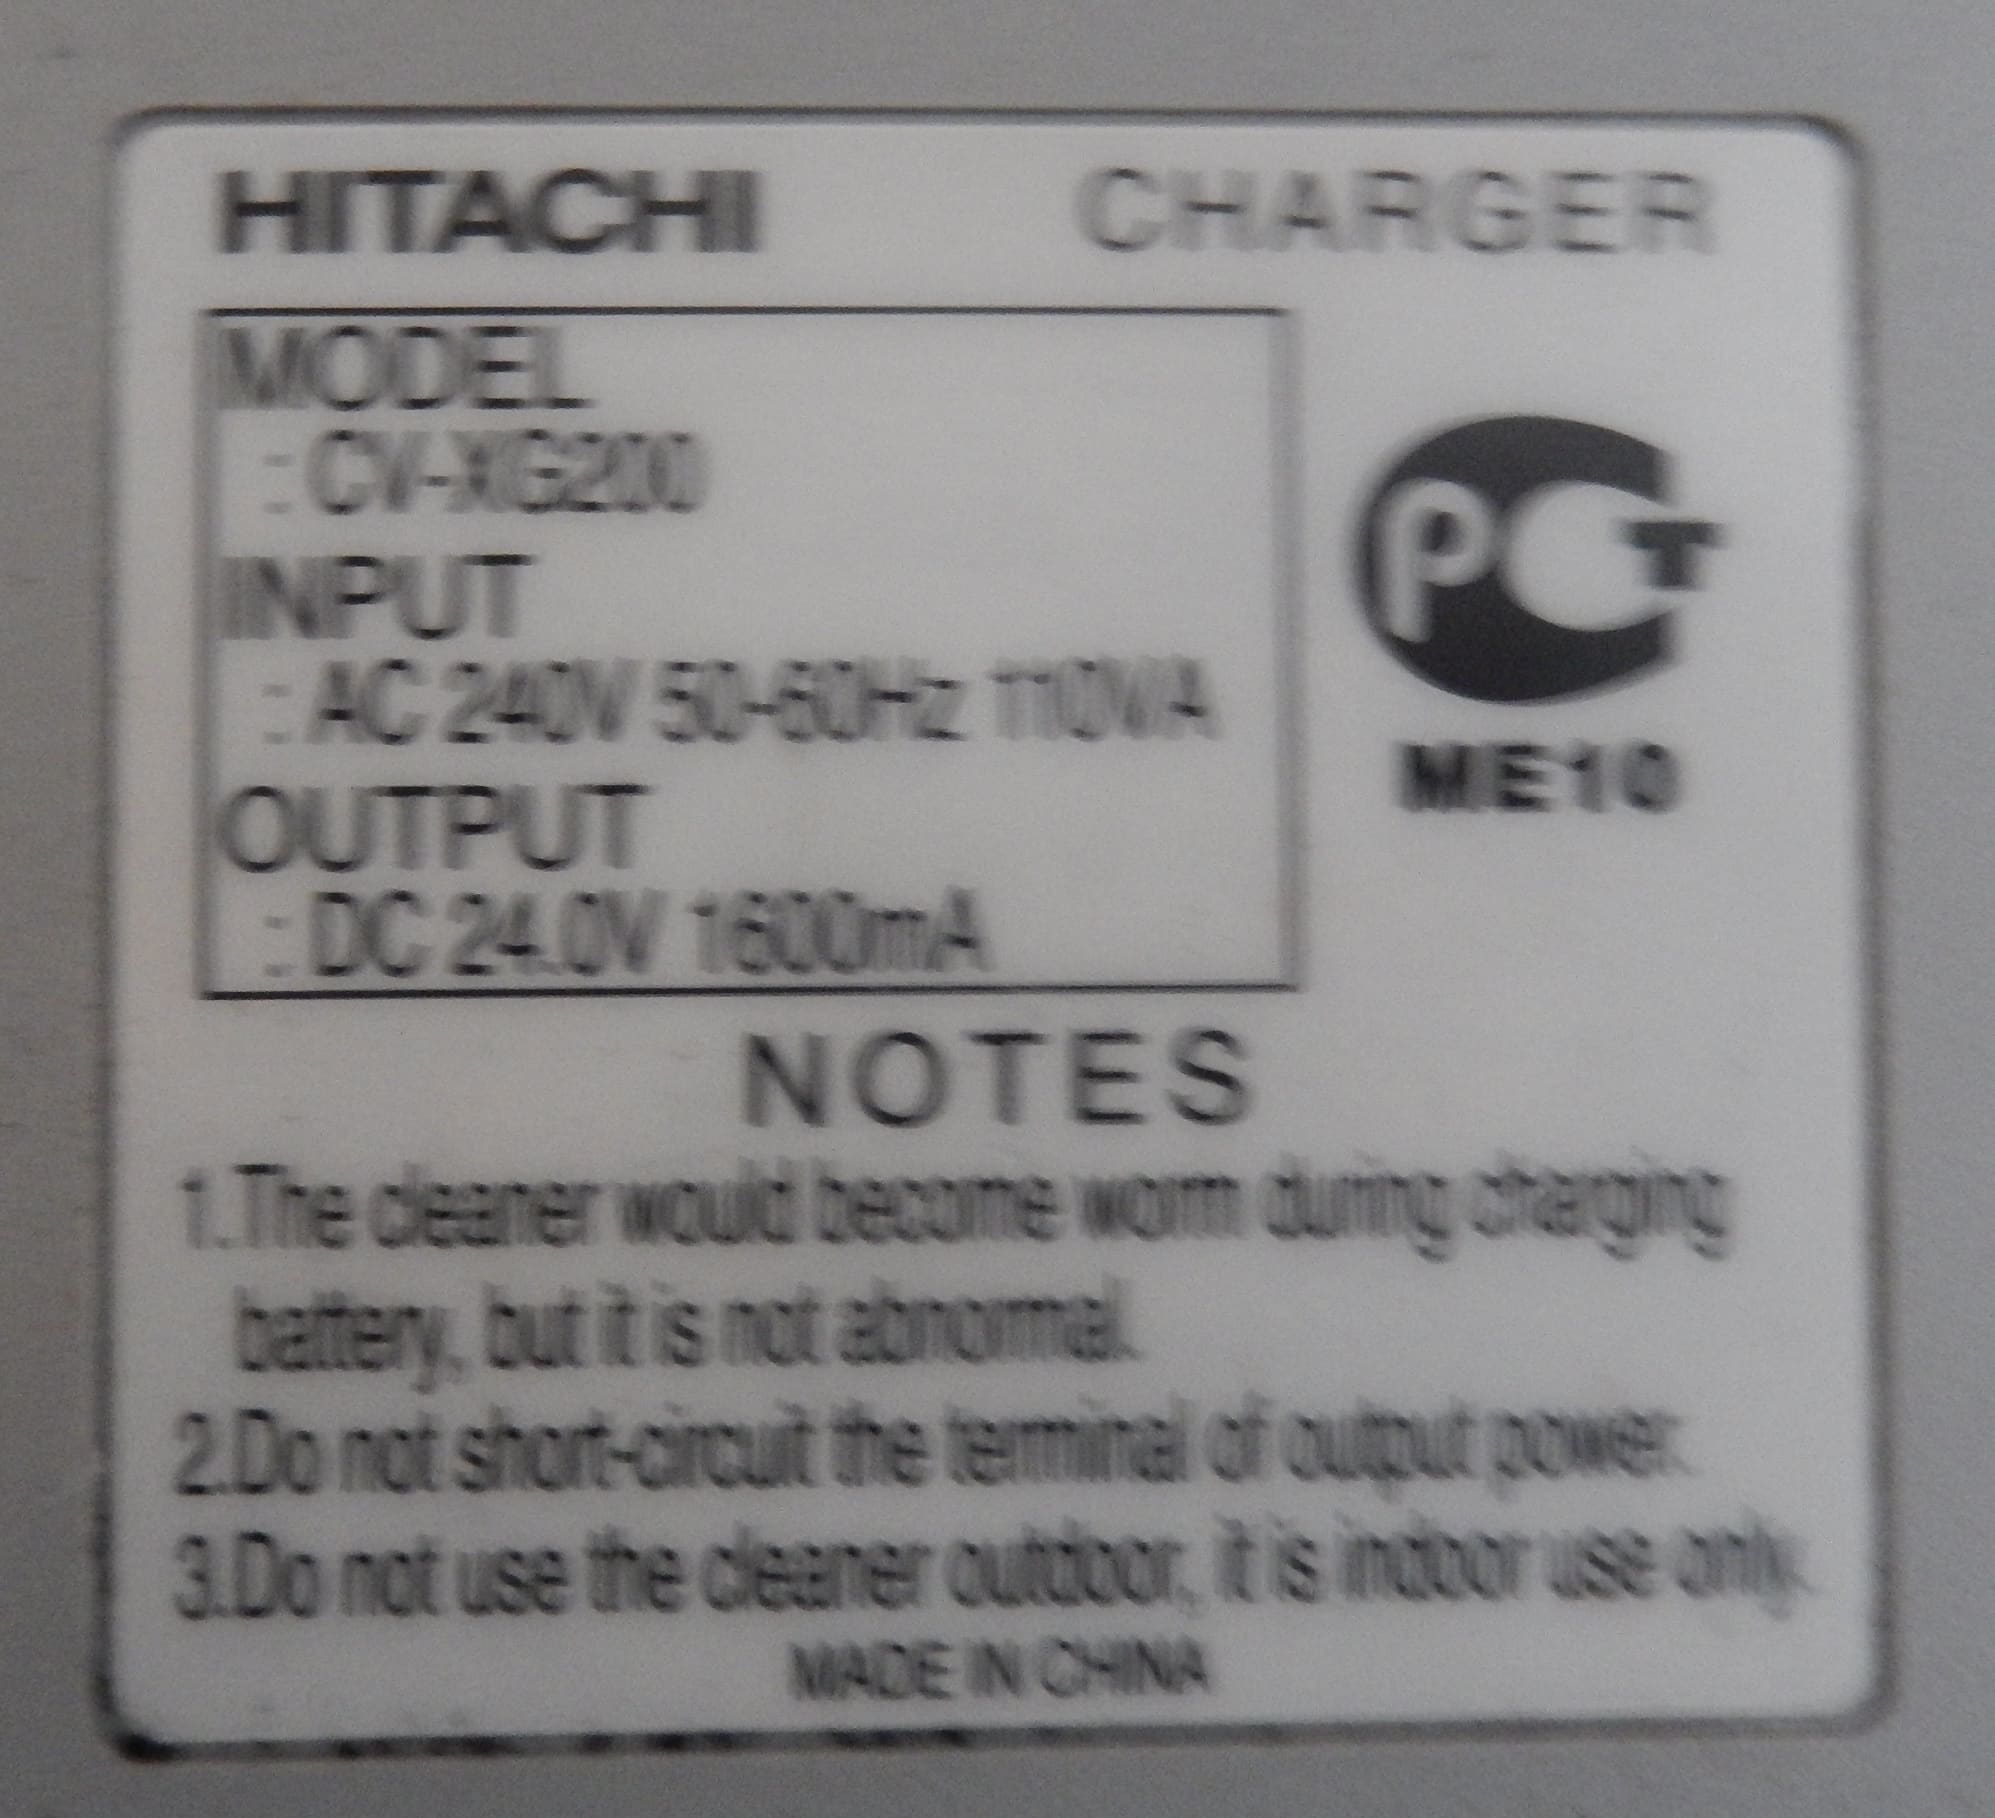 HITACHI CHARGER
MODEL
: CV-XG200
INPUT
: AC 240V 50-60Hz 110VA
OUTPUT
: DC 24.0V 1600mA
РСТ
ME10
NOTES
1.The cleaner would become worm during charging
battery, but it is not abnormal.
2.Do not short-circuit the terminal of output power.
3.Do not use the cleaner outdoor, it is indoor use only.
MADE IN CHINA